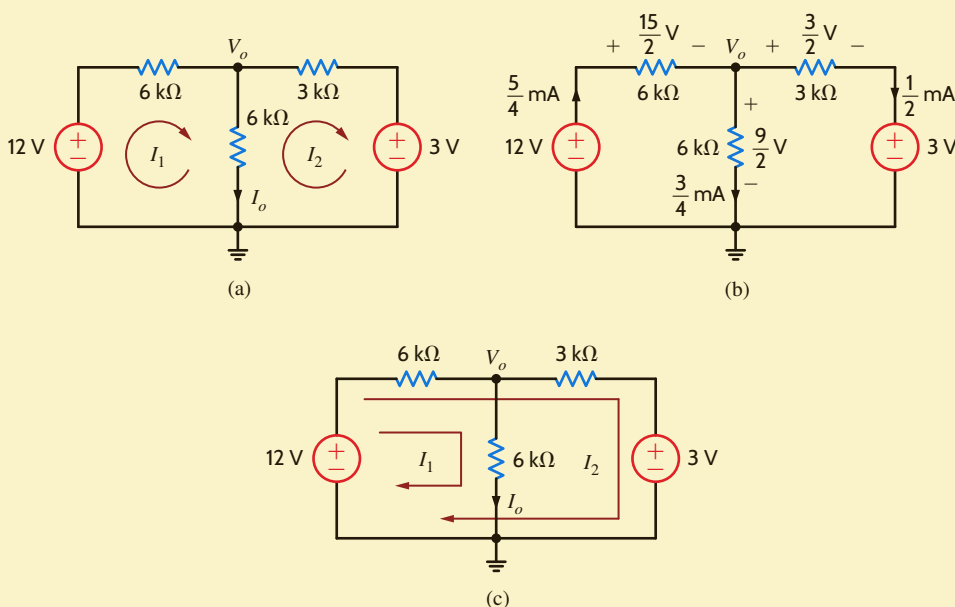 V_o
6 kΩ
3 kΩ
6 kΩ
12 V
+
−
I_1
I_2
+
−
3 V
I_o
(a)
+ 15/2 V −
V_o
+ 3/2 V −
6 kΩ
3 kΩ
5/4 mA
1/2 mA
12 V
+
−
+
6 kΩ
9/2 V
−
3/4 mA
+
−
3 V
(b)
6 kΩ
V_o
3 kΩ
12 V
+
−
I_1
6 kΩ
I_2
+
−
3 V
I_o
(c)